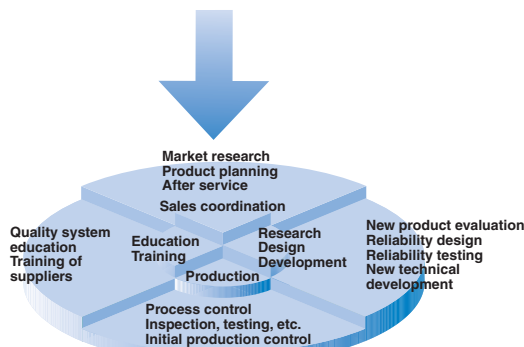 Market research
Product planning
After service
Sales coordination
Quality system
education
Training of
suppliers
Education
Training
Research
Design
Development
New product evaluation
Reliability design
Reliability testing
New technical
development
Production
Process control
Inspection, testing, etc.
Initial production control